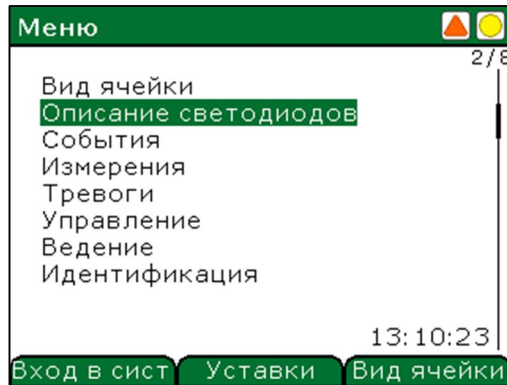 Меню
2/8
Вид ячейки
Описание светодиодов
События
Измерения
Тревоги
Управление
Ведение
Идентификация
13:10:23
Вход в сист Уставки Вид ячейки